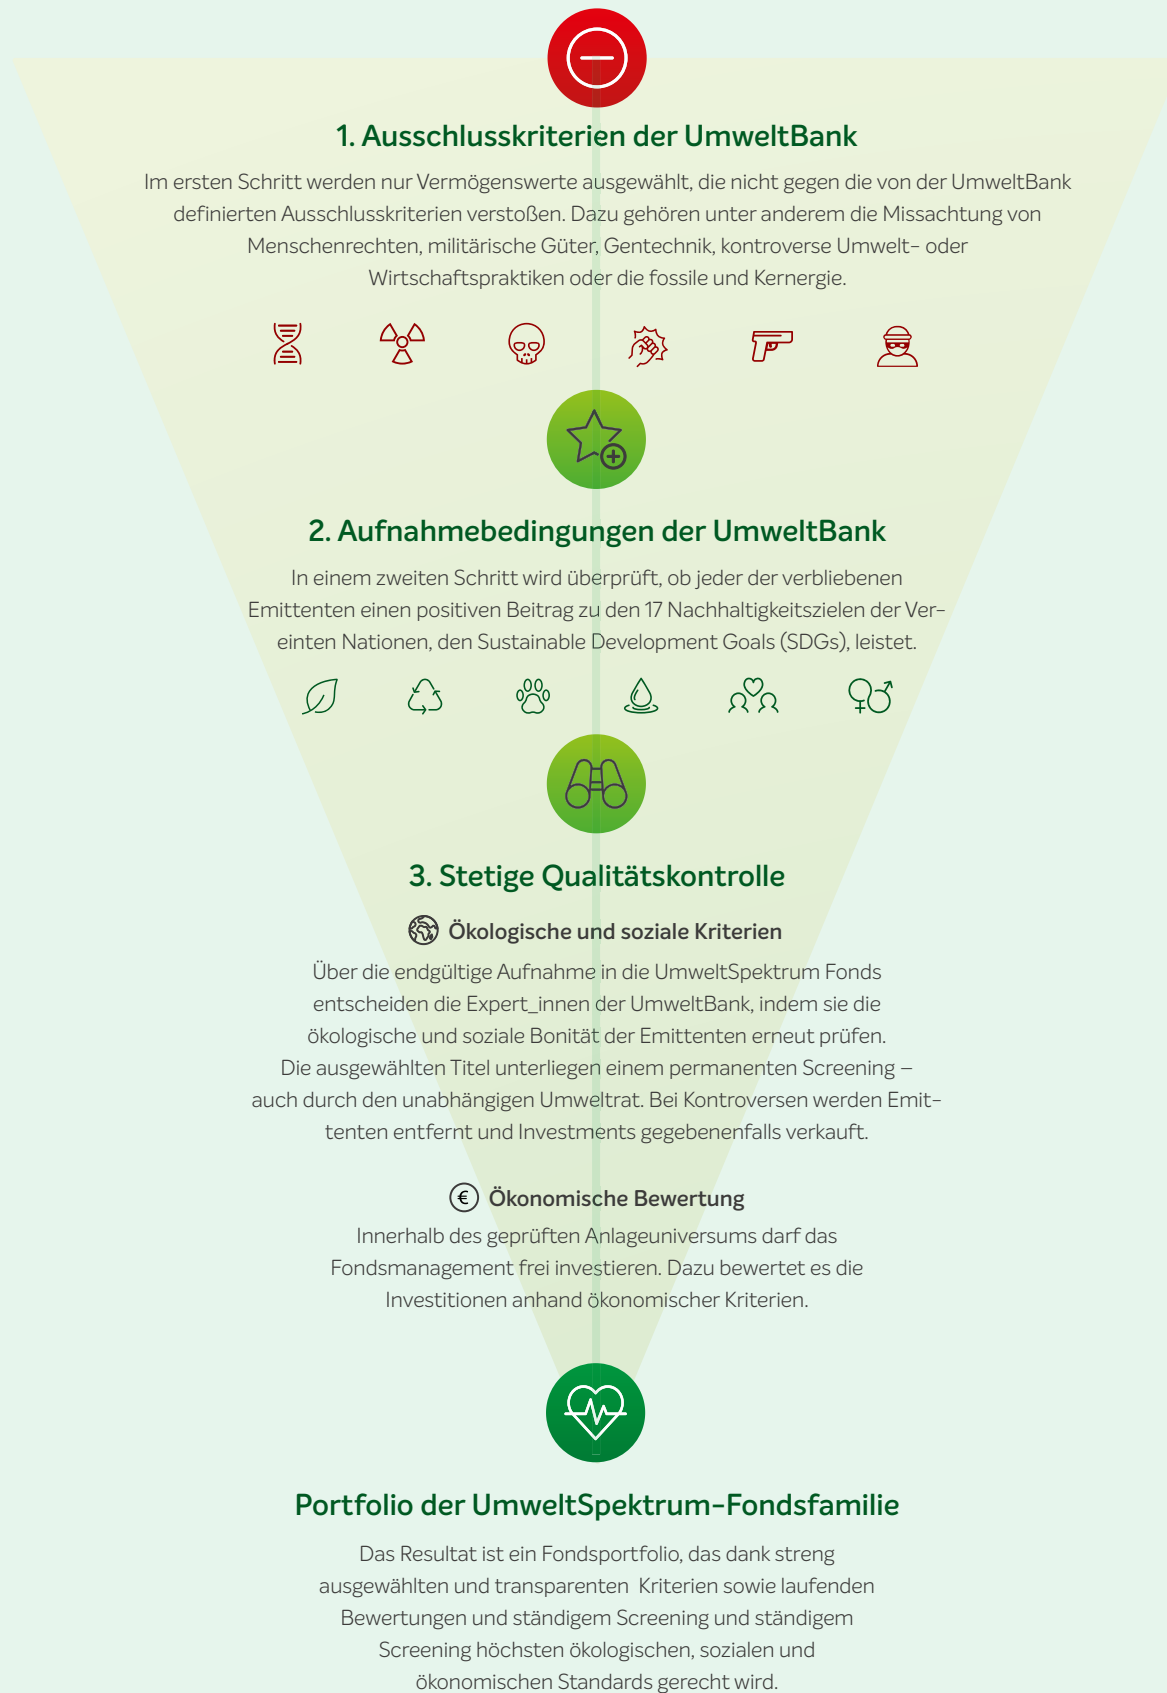 1. Ausschlusskriterien der UmweltBank
Im ersten Schritt werden nur Vermögenswerte ausgewählt, die nicht gegen die von der UmweltBank
definierten Ausschlusskriterien verstoßen. Dazu gehören unter anderem die Missachtung von
Menschenrechten, militärische Güter, Gentechnik, kontroverse Umwelt- oder
Wirtschaftspraktiken oder die fossile und Kernergie.
2. Aufnahmebedingungen der UmweltBank
In einem zweiten Schritt wird überprüft, ob jeder der verbliebenen
Emittenten einen positiven Beitrag zu den 17 Nachhaltigkeitszielen der Ver-
einten Nationen, den Sustainable Development Goals (SDGs), leistet.
3. Stetige Qualitätskontrolle
Ökologische und soziale Kriterien
Über die endgültige Aufnahme in die UmweltSpektrum Fonds
entscheiden die Expert_innen der UmweltBank, indem sie die
ökologische und soziale Bonität der Emittenten erneut prüfen.
Die ausgewählten Titel unterliegen einem permanenten Screening –
auch durch den unabhängigen Umweltrat. Bei Kontroversen werden Emit-
tenten entfernt und Investments gegebenenfalls verkauft.
€ Ökonomische Bewertung
Innerhalb des geprüften Anlageuniversums darf das
Fondsmanagement frei investieren. Dazu bewertet es die
Investitionen anhand ökonomischer Kriterien.
Portfolio der UmweltSpektrum-Fondsfamilie
Das Resultat ist ein Fondsportfolio, das dank streng
ausgewählten und transparenten Kriterien sowie laufenden
Bewertungen und ständigem Screening und ständigem
Screening höchsten ökologischen, sozialen und
ökonomischen Standards gerecht wird.